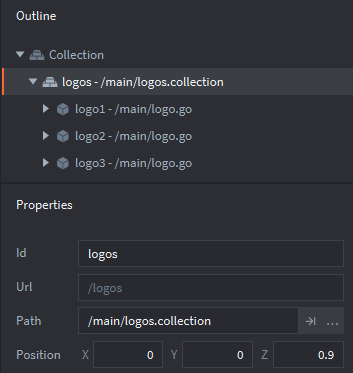 Outline
Collection
logos - /main/logos.collection
logo1 - /main/logo.go
logo2 - /main/logo.go
logo3 - /main/logo.go
Properties
Id logos
Url /logos
Path /main/logos.collection ...
Position X 0 Y 0 Z 0.9